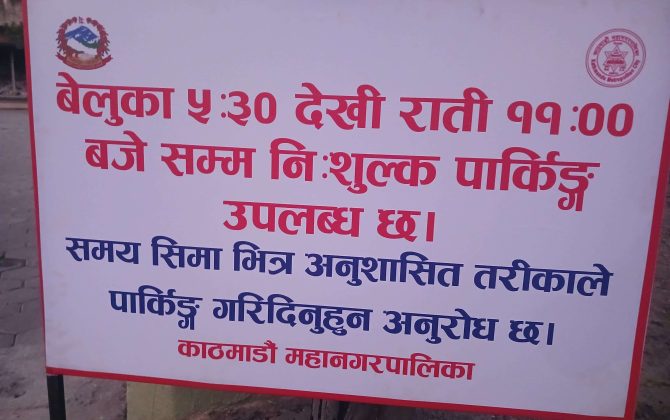 बेलुका ५:३० देखी राती ११:००
बजे सम्म नि:शुल्क पार्किङ्ग
उपलब्ध छ।
समय सिमा भित्र अनुशासित तरीकाले
पार्किङ्ग गरिदिनुहुन अनुरोध छ।
काठमाडौं महानगरपालिका